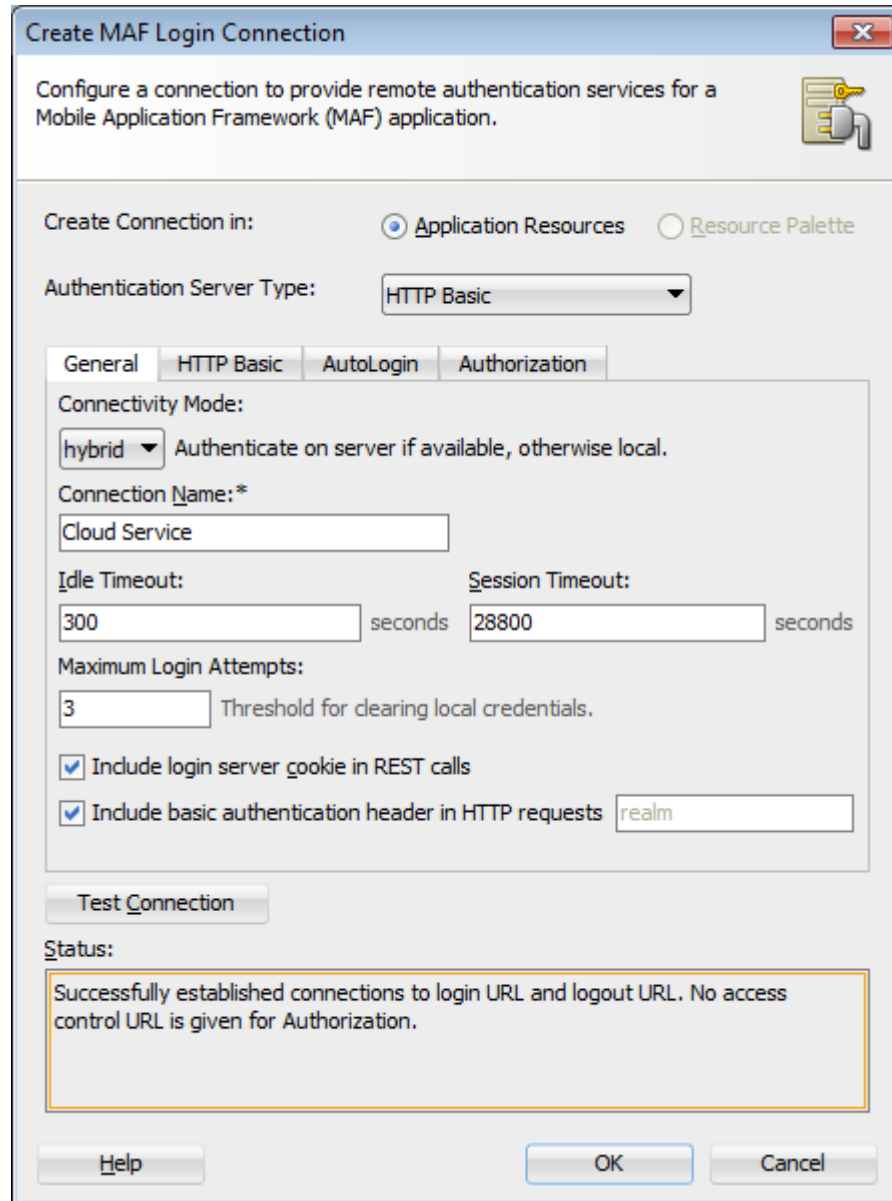 Create MAF Login Connection
Configure a connection to provide remote authentication services for a
Mobile Application Framework (MAF) application.
Create Connection in: Application Resources Resource Palette
Authentication Server Type: HTTP Basic
General HTTP Basic AutoLogin Authorization
Connectivity Mode:
hybrid Authenticate on server if available, otherwise local.
Connection Name:*
Cloud Service
Idle Timeout: Session Timeout:
300 seconds 28800 seconds
Maximum Login Attempts:
3 Threshold for clearing local credentials.
Include login server cookie in REST calls
Include basic authentication header in HTTP requests realm
Test Connection
Status:
Successfully established connections to login URL and logout URL. No access
control URL is given for Authorization.
Help OK Cancel